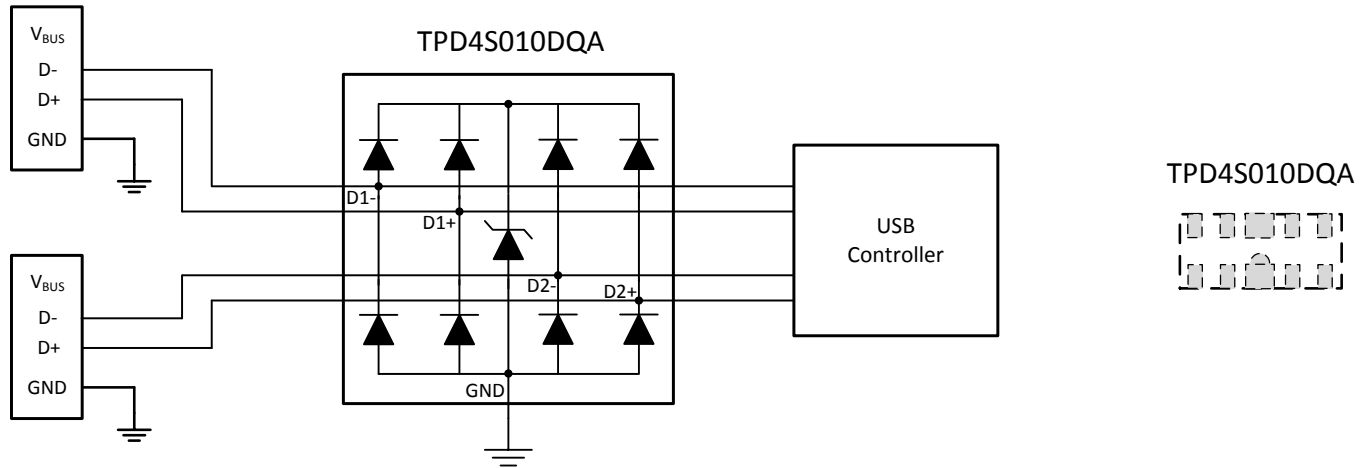 V_BUS
D-
D+
GND
V_BUS
D-
D+
GND
TPD4S010DQA
D1-
D1+
D2-
D2+
GND
USB
Controller
TPD4S010DQA